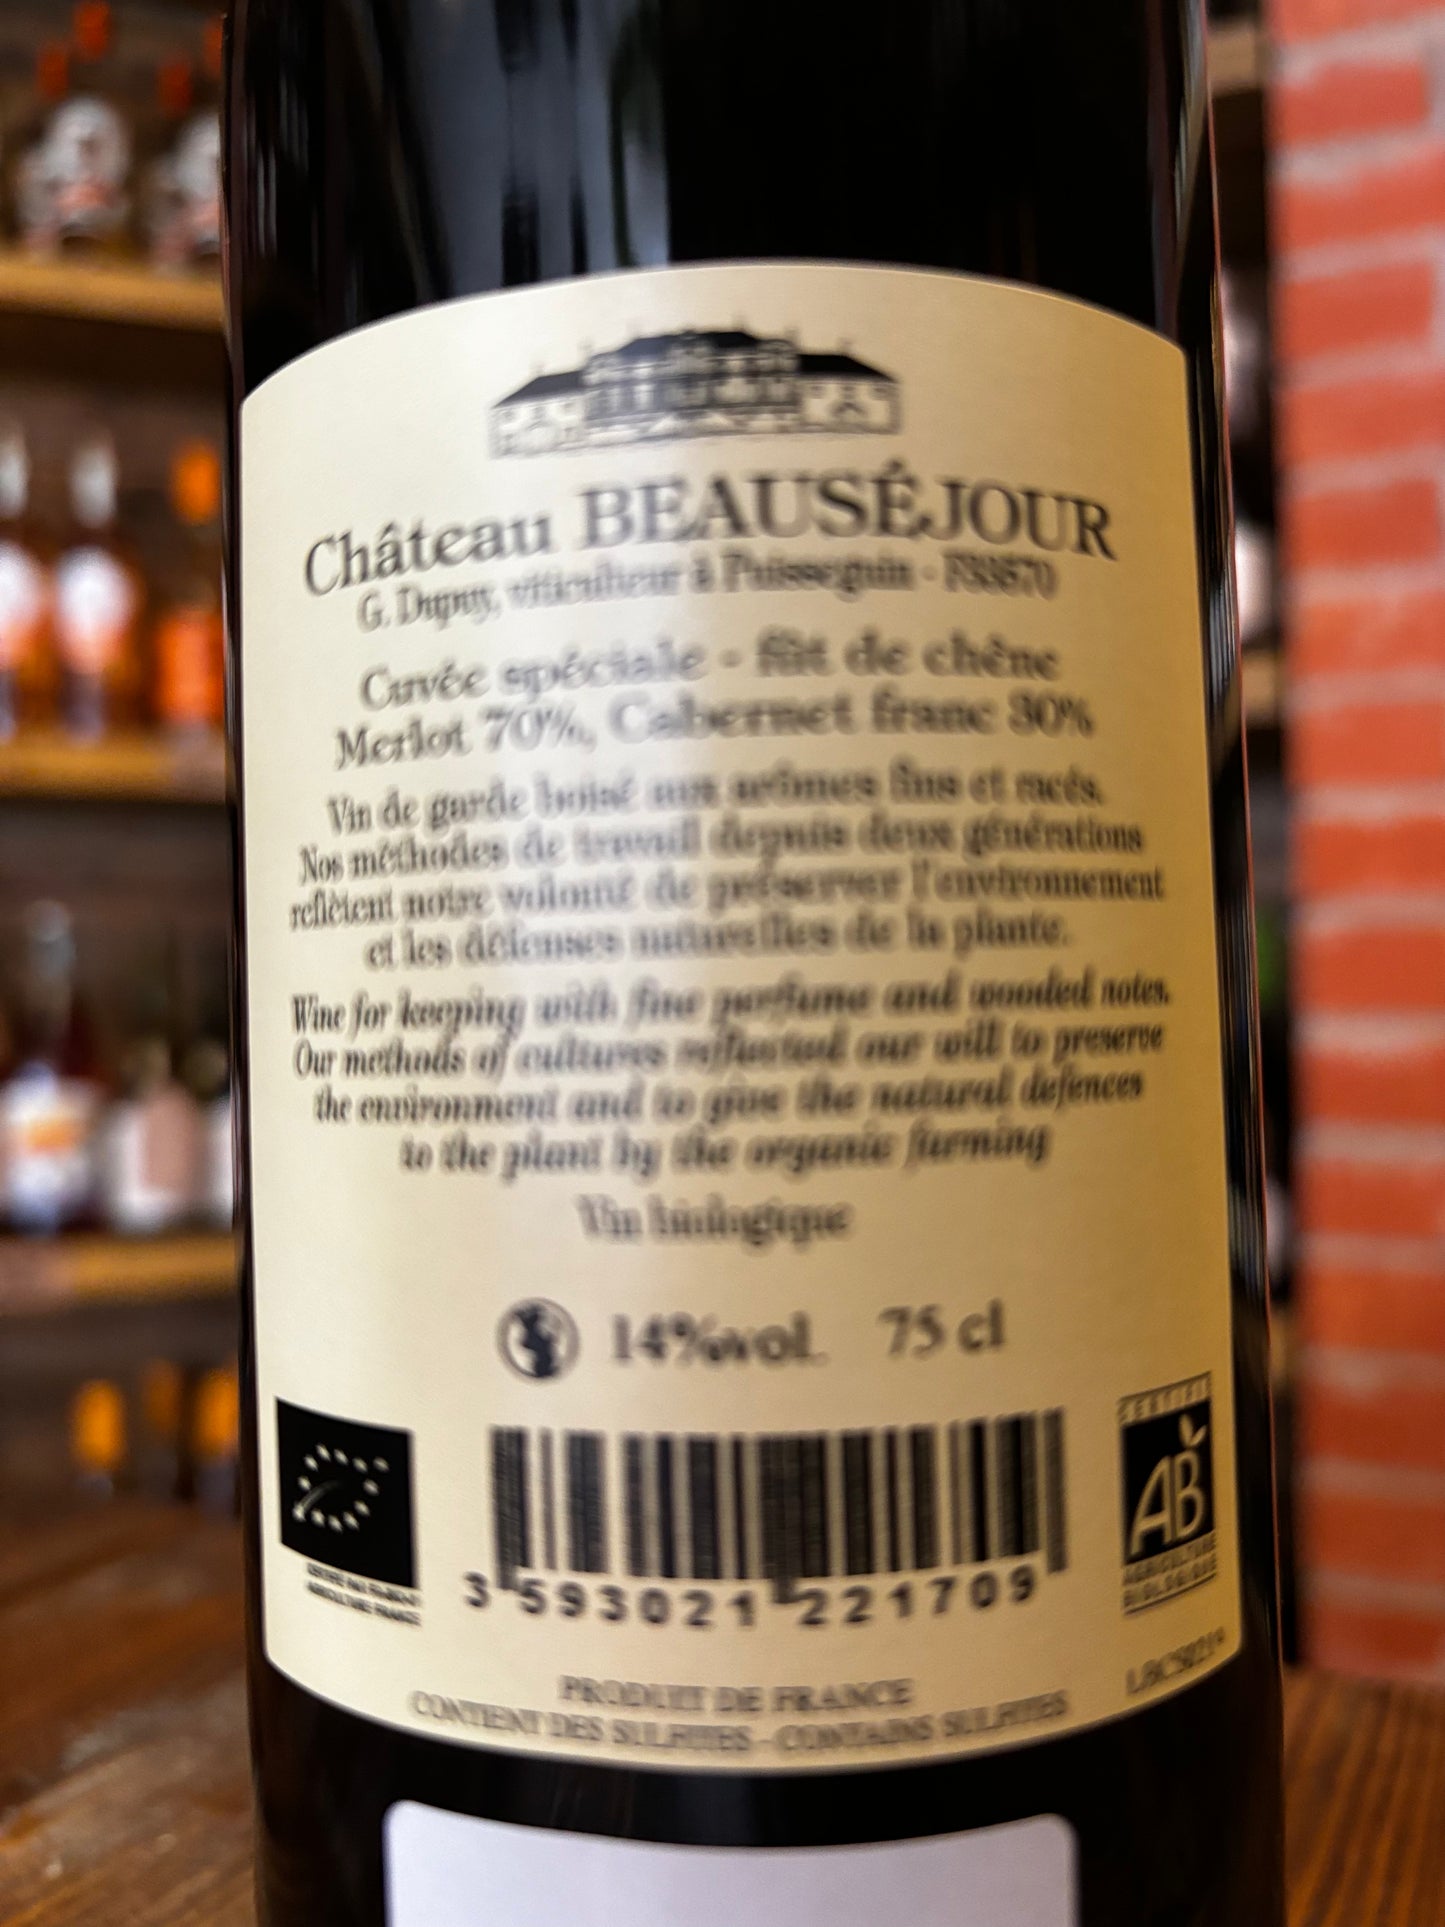 Château BEAUSÉJOUR
G. Dupuy, viticulteur à Puisseguin - F33570
Cuvée spéciale - fût de chêne
Merlot 70%, Cabernet franc 30%
Vin de garde boisé aux arômes fins et racés.
Nos méthodes de travail depuis deux générations
reflètent notre volonté de préserver l'environnement
et les défenses naturelles de la plante.
Wine for keeping with fine perfume and wooded notes.
Our methods of cultures reflected our will to preserve
the environment and to give the natural defences
to the plant by the organic farming
Vin biologique
14%vol. 75 cl
CERTIFIÉ
AB
AGRICULTURE
BIOLOGIQUE
3 593021 221709
PRODUIT DE FRANCE
CONTIENT DES SULFITES - CONTAINS SULFITES